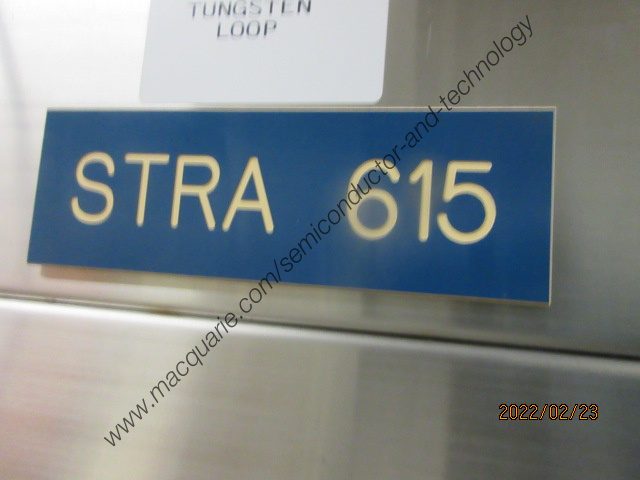 TUNGSTEN
LOOP
STRA 615
www.macquarie.com/semiconductor-and-technology
2022/02/23